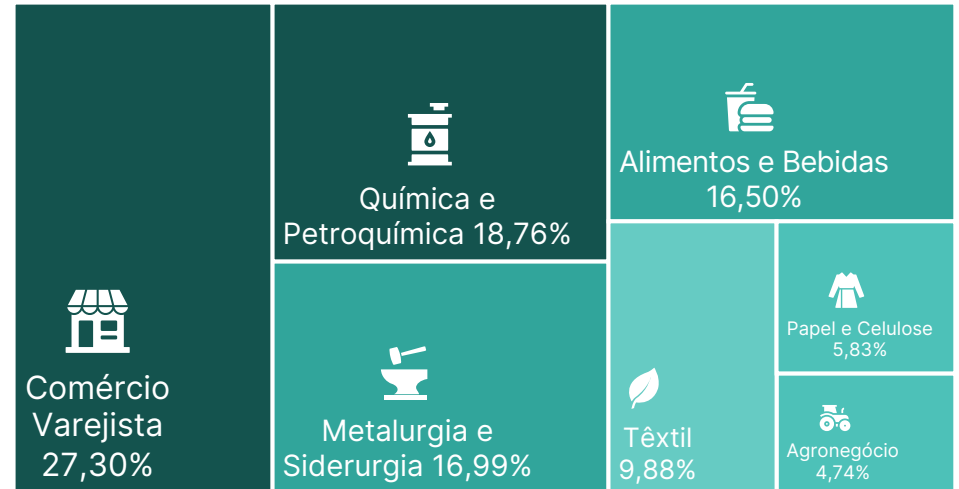 Comércio
Varejista
27,30%
Química e
Petroquímica 18,76%
Metalurgia e
Siderurgia 16,99%
Alimentos e Bebidas
16,50%
Têxtil
9,88%
Papel e Celulose
5,83%
Agronegócio
4,74%